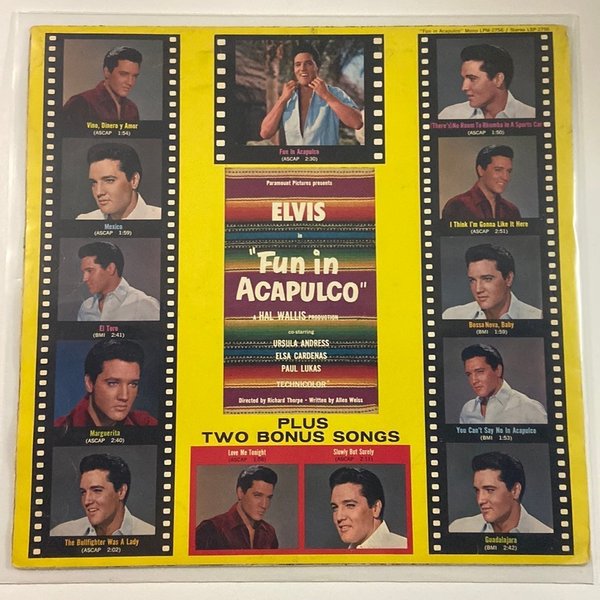 "Fun in Acapulco" Mono LPM 2756 / Stereo LSP 2756
Vino, Dinero y Amor
(ASCAP 1:54)
Mexico
(ASCAP 1:59)
El Toro
(BMI 2:41)
Marguerita
(ASCAP 2:40)
The Bullfighter Was A Lady
(ASCAP 2:02)
Fun In Acapulco
(ASCAP 2:30)
Paramount Pictures presents
ELVIS
in
"Fun in
ACAPULCO"
A HAL WALLIS PRODUCTION
co-starring
URSULA ANDRESS
ELSA CARDENAS
PAUL LUKAS
TECHNICOLOR®
Directed by Richard Thorpe - Written by Allen Weiss
PLUS
TWO BONUS SONGS
Love Me Tonight
(ASCAP 1:58)
Slowly But Surely
(ASCAP 2:11)
(There's) No Room To Rhumba In A Sports Car
(ASCAP 1:50)
I Think I'm Gonna Like It Here
(ASCAP 2:51)
Bossa Nova, Baby
(BMI 1:59)
You Can't Say No In Acapulco
(BMI 1:53)
Guadalajara
(BMI 2:42)